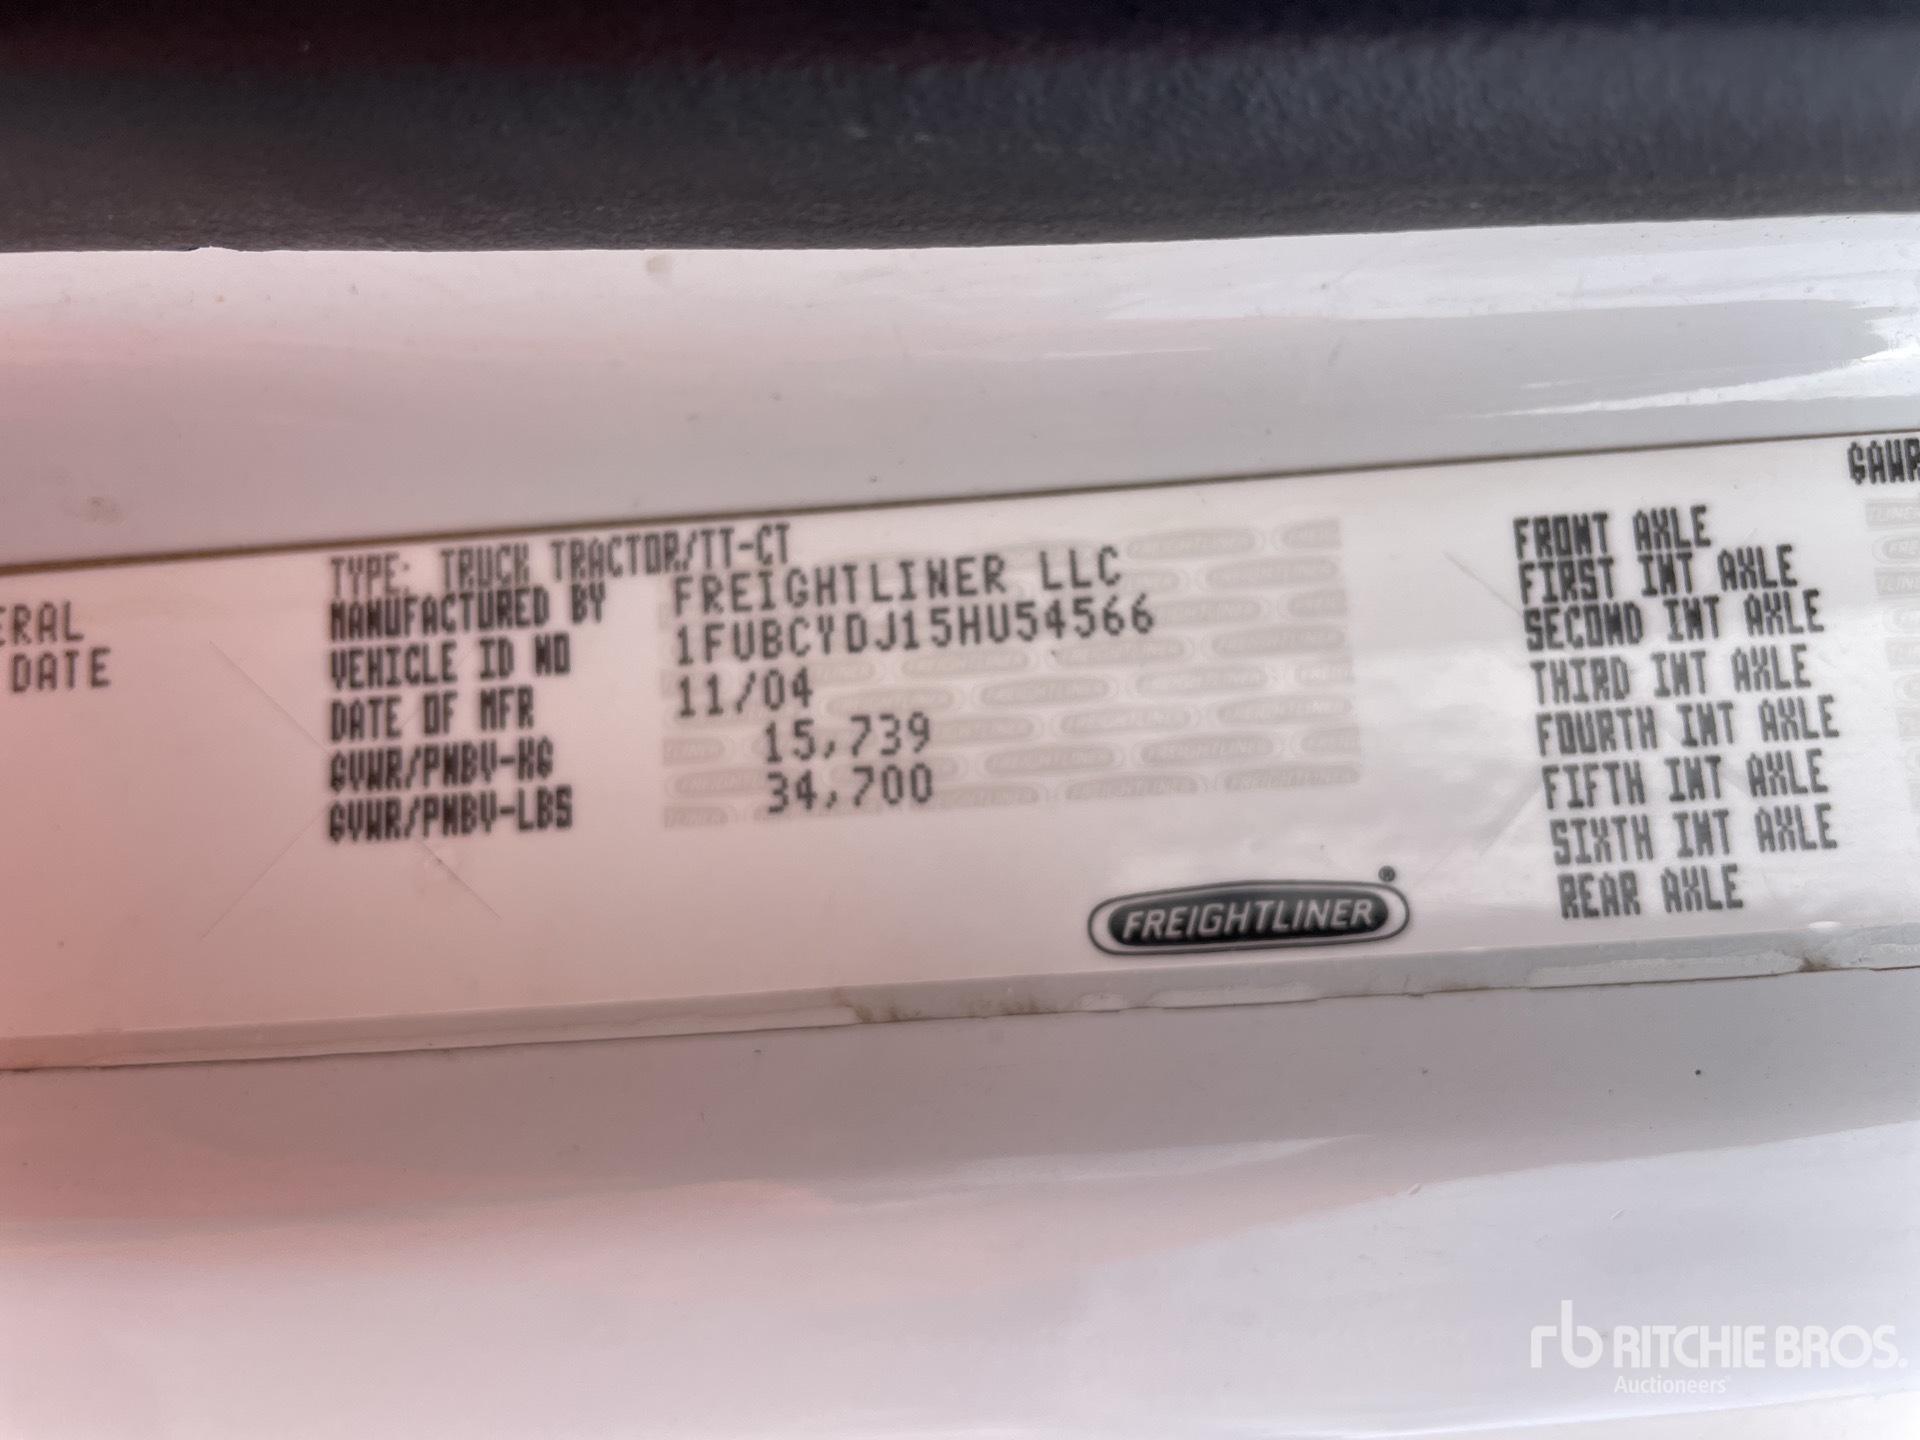 ERAL
DATE
TYPE: TRUCK TRACTOR/TT-CT
MANUFACTURED BY FREIGHTLINER LLC
VEHICLE ID NO 1FUBCYDJ15HU54566
DATE OF MFR 11/04
GVWR/PNBV-KG 15,739
GVWR/PNBV-LBS 34,700
FREIGHTLINER®
GAWR
FRONT AXLE
FIRST INT AXLE
SECOND INT AXLE
THIRD INT AXLE
FOURTH INT AXLE
FIFTH INT AXLE
SIXTH INT AXLE
REAR AXLE
rb RITCHIE BROS.
Auctioneers